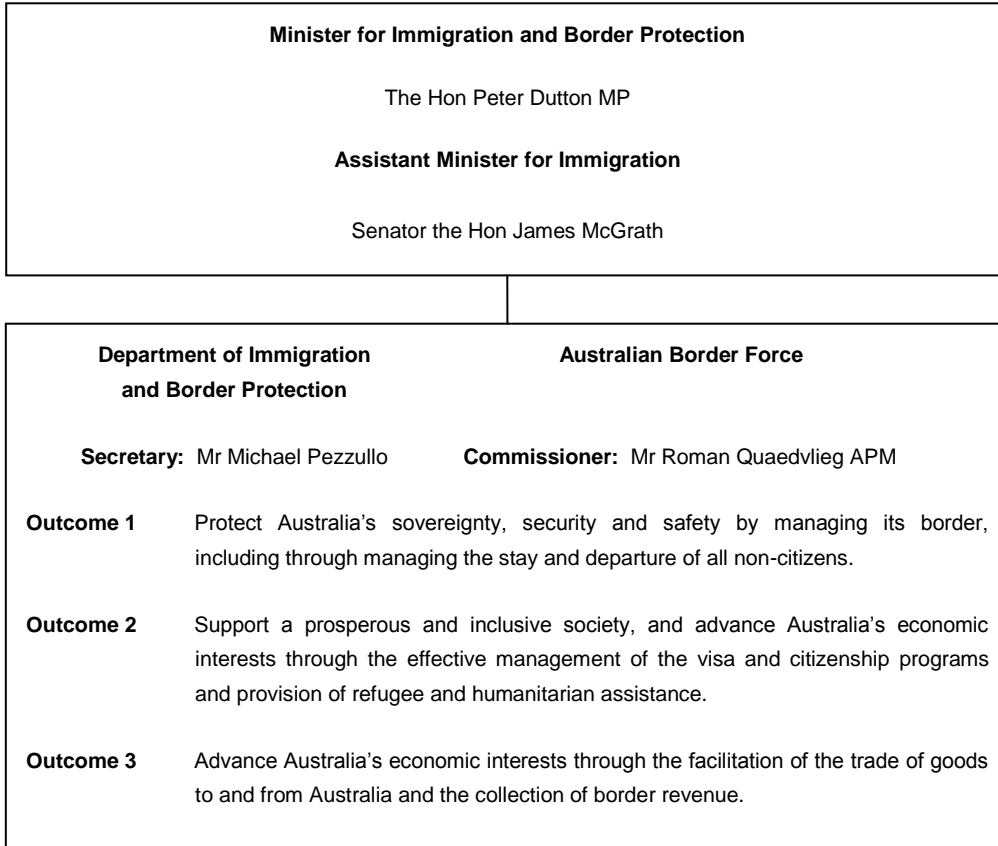 Minister for Immigration and Border Protection
The Hon Peter Dutton MP
Assistant Minister for Immigration
Senator the Hon James McGrath
Department of Immigration
and Border Protection
Australian Border Force
Secretary: Mr Michael Pezzullo
Commissioner: Mr Roman Quaedvlieg APM
Outcome 1 Protect Australia’s sovereignty, security and safety by managing its border,
including through managing the stay and departure of all non-citizens.
Outcome 2 Support a prosperous and inclusive society, and advance Australia’s economic
interests through the effective management of the visa and citizenship programs
and provision of refugee and humanitarian assistance.
Outcome 3 Advance Australia’s economic interests through the facilitation of the trade of goods
to and from Australia and the collection of border revenue.